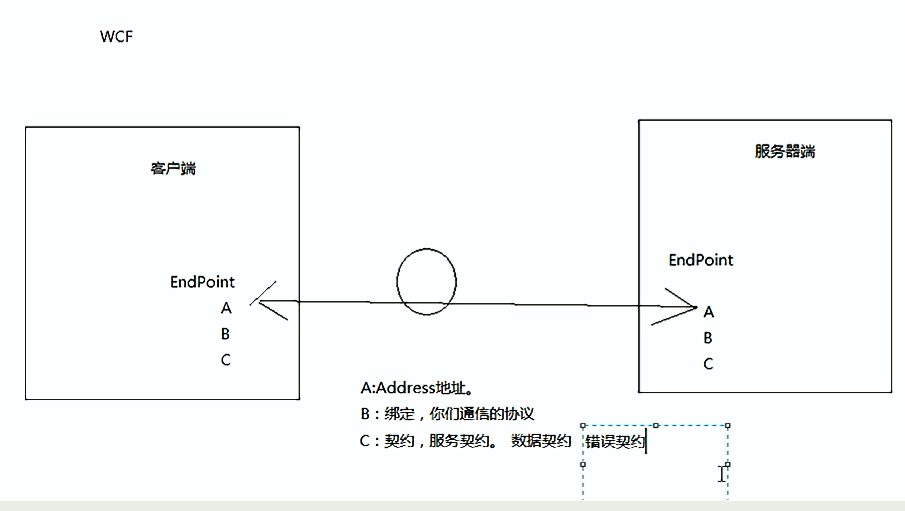 WCF
客户端
服务器端
EndPoint
A
B
C
EndPoint
A
B
C
A:Address地址。
B：绑定，你们通信的协议
C：契约，服务契约。 数据契约 错误契约